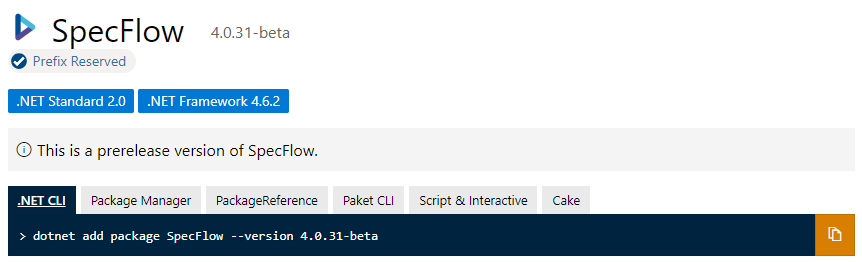 SpecFlow 4.0.31-beta
Prefix Reserved
.NET Standard 2.0 .NET Framework 4.6.2
This is a prerelease version of SpecFlow.
.NET CLI Package Manager PackageReference Paket CLI Script & Interactive Cake
> dotnet add package SpecFlow --version 4.0.31-beta